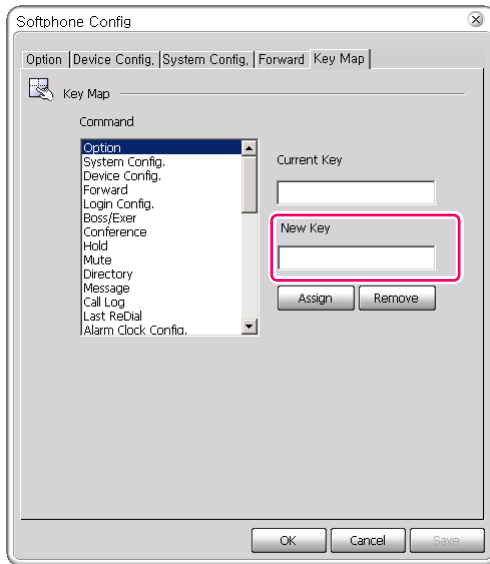 Softphone Config
Option Device Config. System Config. Forward Key Map
Key Map
Command
Option
System Config.
Device Config.
Forward
Login Config.
Boss/Exer
Conference
Hold
Mute
Directory
Message
Call Log
Last ReDial
Alarm Clock Config.
Current Key
New Key
Assign Remove
OK Cancel Save